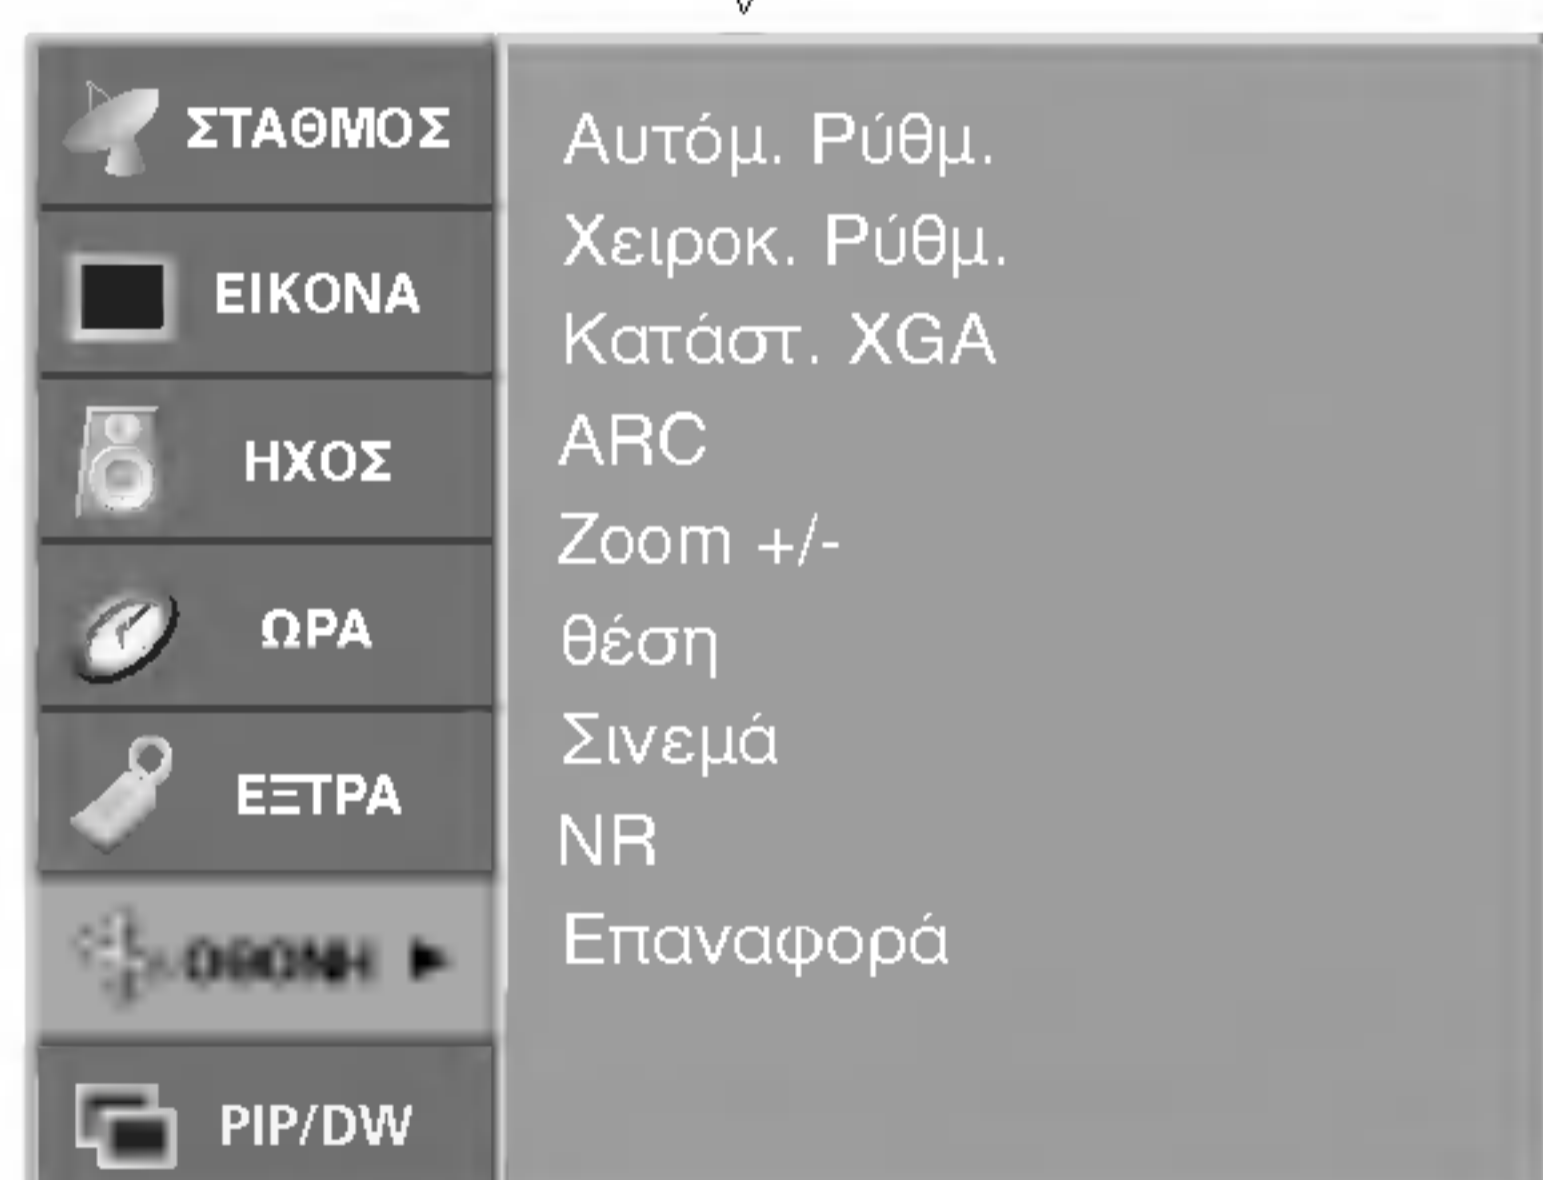 ΣΤΑΘΜΟΣ
ΕΙΚΟΝΑ
ΗΧΟΣ
ΩΡΑ
ΕΞΤΡΑ
ΟΘΟΝΗ ►
PIP/DW
Αυτόμ. Ρύθμ.
Χειροκ. Ρύθμ.
Κατάστ. XGA
ARC
Zoom +/-
θέση
Σινεμά
NR
Επαναφορά